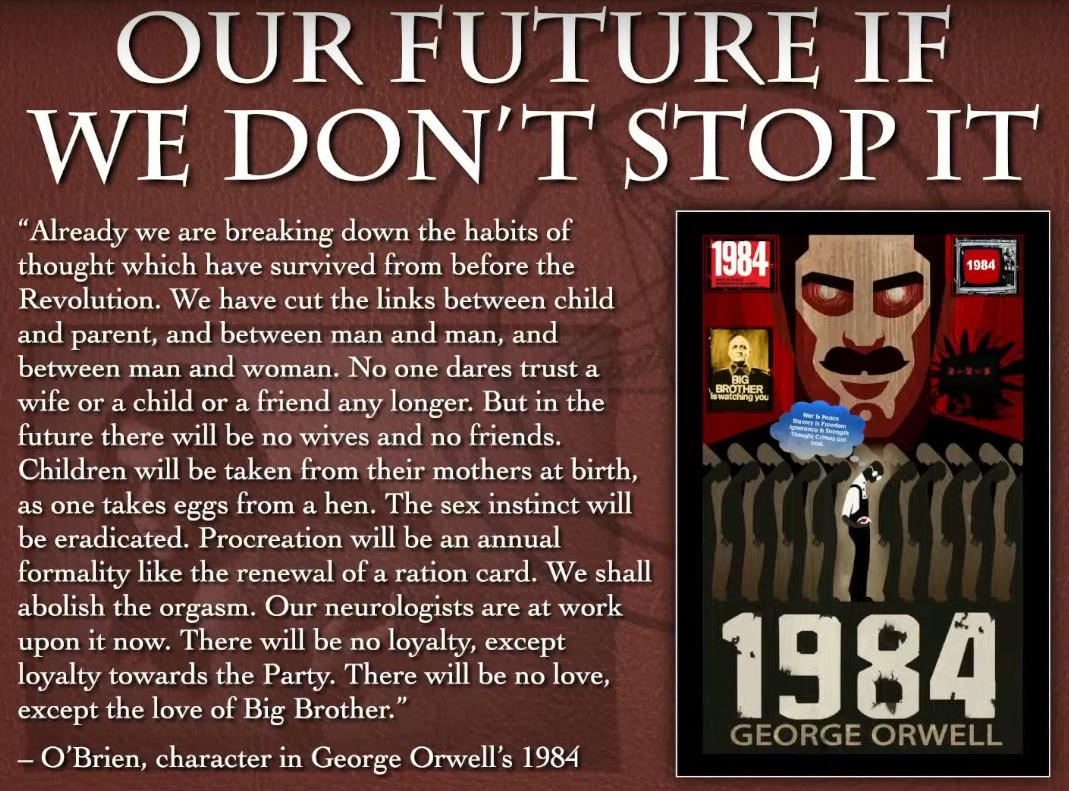 OUR FUTURE IF
WE DON'T STOP IT
“Already we are breaking down the habits of
thought which have survived from before the
Revolution. We have cut the links between child
and parent, and between man and man, and
between man and woman. No one dares trust a
wife or a child or a friend any longer. But in the
future there will be no wives and no friends.
Children will be taken from their mothers at birth,
as one takes eggs from a hen. The sex instinct will
be eradicated. Procreation will be an annual
formality like the renewal of a ration card. We shall
abolish the orgasm. Our neurologists are at work
upon it now. There will be no loyalty, except
loyalty towards the Party. There will be no love,
except the love of Big Brother.”
– O'Brien, character in George Orwell's 1984
1984
1984
BIG
BROTHER
is watching you
2+2=5
War is Peace
Slavery is Freedom
Ignorance is Strength
Thought Crimes are
1984
GEORGE ORWELL